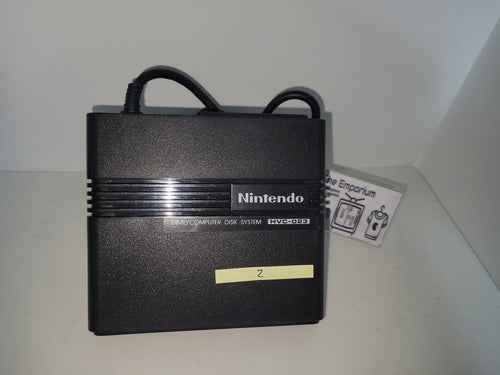 Nintendo
FAMILY COMPUTER DISK SYSTEM HVC-023
2
Emporium